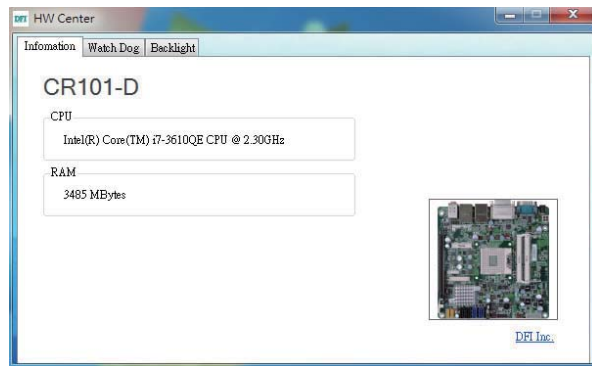 DFI HW Center
Infomation Watch Dog Backlight
CR101-D
CPU
Intel(R) Core(TM) i7-3610QE CPU @ 2.30GHz
RAM
3485 MBytes
DFI Inc.